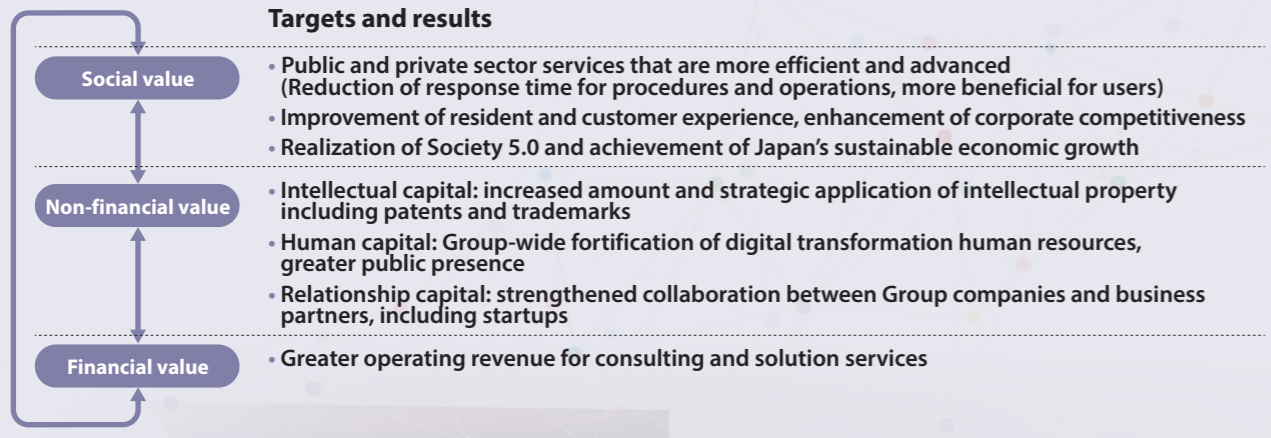 Targets and results
Social value
• Public and private sector services that are more efficient and advanced
(Reduction of response time for procedures and operations, more beneficial for users)
• Improvement of resident and customer experience, enhancement of corporate competitiveness
• Realization of Society 5.0 and achievement of Japan's sustainable economic growth
Non-financial value
• Intellectual capital: increased amount and strategic application of intellectual property
including patents and trademarks
• Human capital: Group-wide fortification of digital transformation human resources,
greater public presence
• Relationship capital: strengthened collaboration between Group companies and business
partners, including startups
Financial value
• Greater operating revenue for consulting and solution services